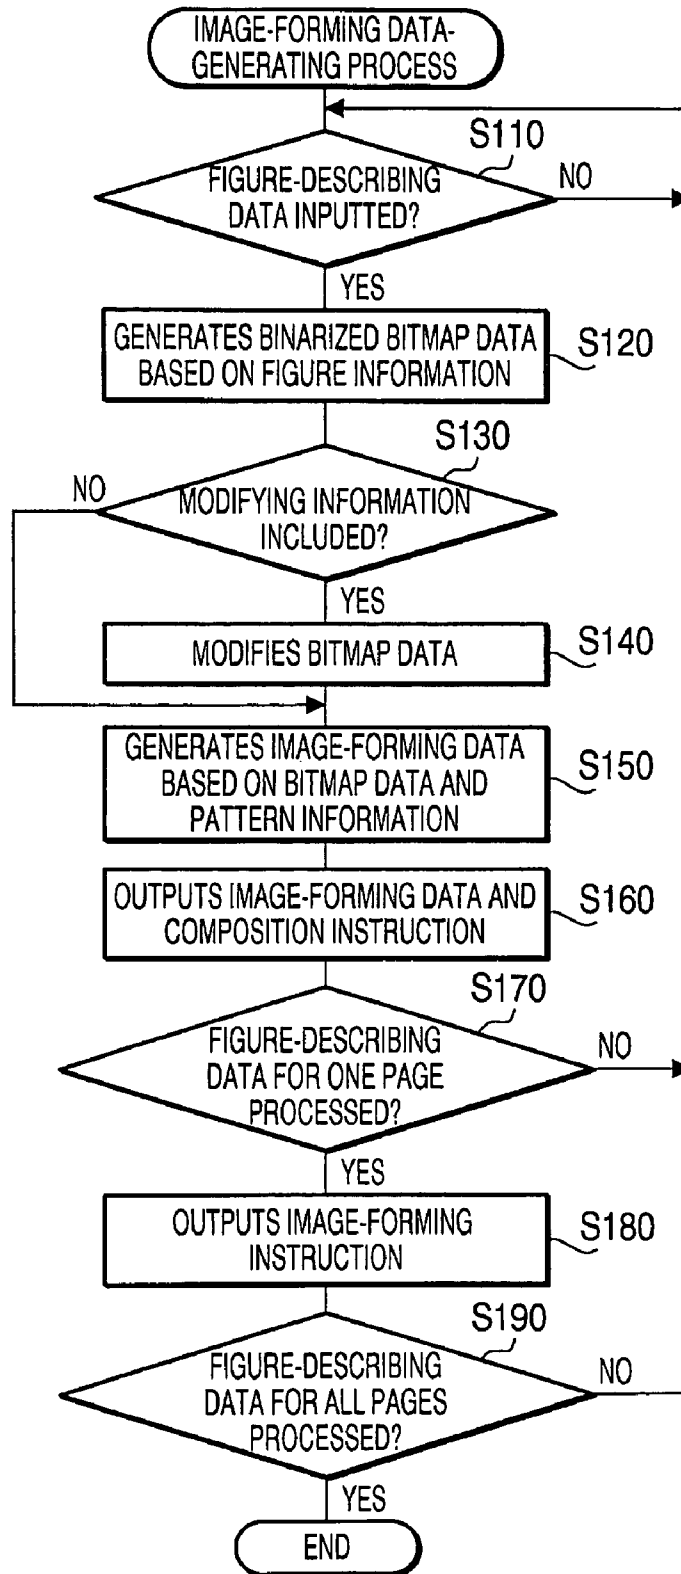 IMAGE-FORMING DATA-
GENERATING PROCESS
S110
FIGURE-DESCRIBING
DATA INPUTTED?
NO
YES
GENERATES BINARIZED BITMAP DATA
BASED ON FIGURE INFORMATION
S120
S130
NO
MODIFYING INFORMATION
INCLUDED?
YES
MODIFIES BITMAP DATA
S140
GENERATES IMAGE-FORMING DATA
BASED ON BITMAP DATA AND
PATTERN INFORMATION
S150
OUTPUTS IMAGE-FORMING DATA AND
COMPOSITION INSTRUCTION
S160
S170
FIGURE-DESCRIBING
DATA FOR ONE PAGE
PROCESSED?
NO
YES
OUTPUTS IMAGE-FORMING
INSTRUCTION
S180
S190
FIGURE-DESCRIBING
DATA FOR ALL PAGES
PROCESSED?
NO
YES
END